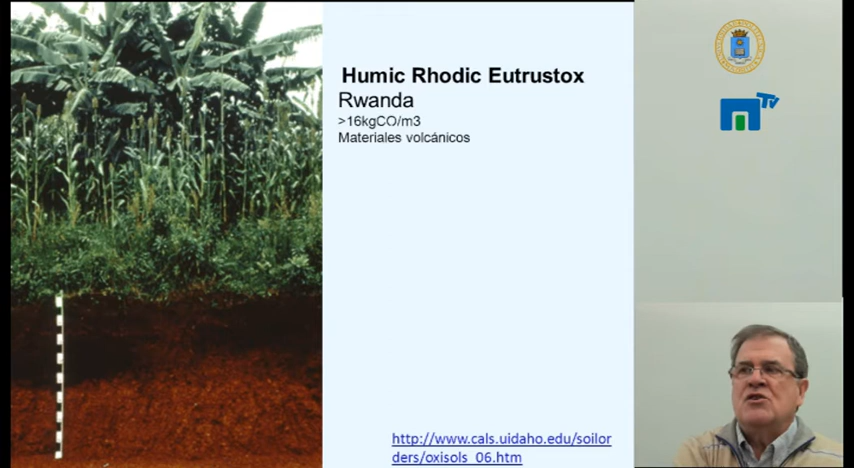 Humic Rhodic Eutrustox
Rwanda
>16kgCO/m3
Materiales volcánicos
http://www.cals.uidaho.edu/soilor
ders/oxisols_06.htm
TV